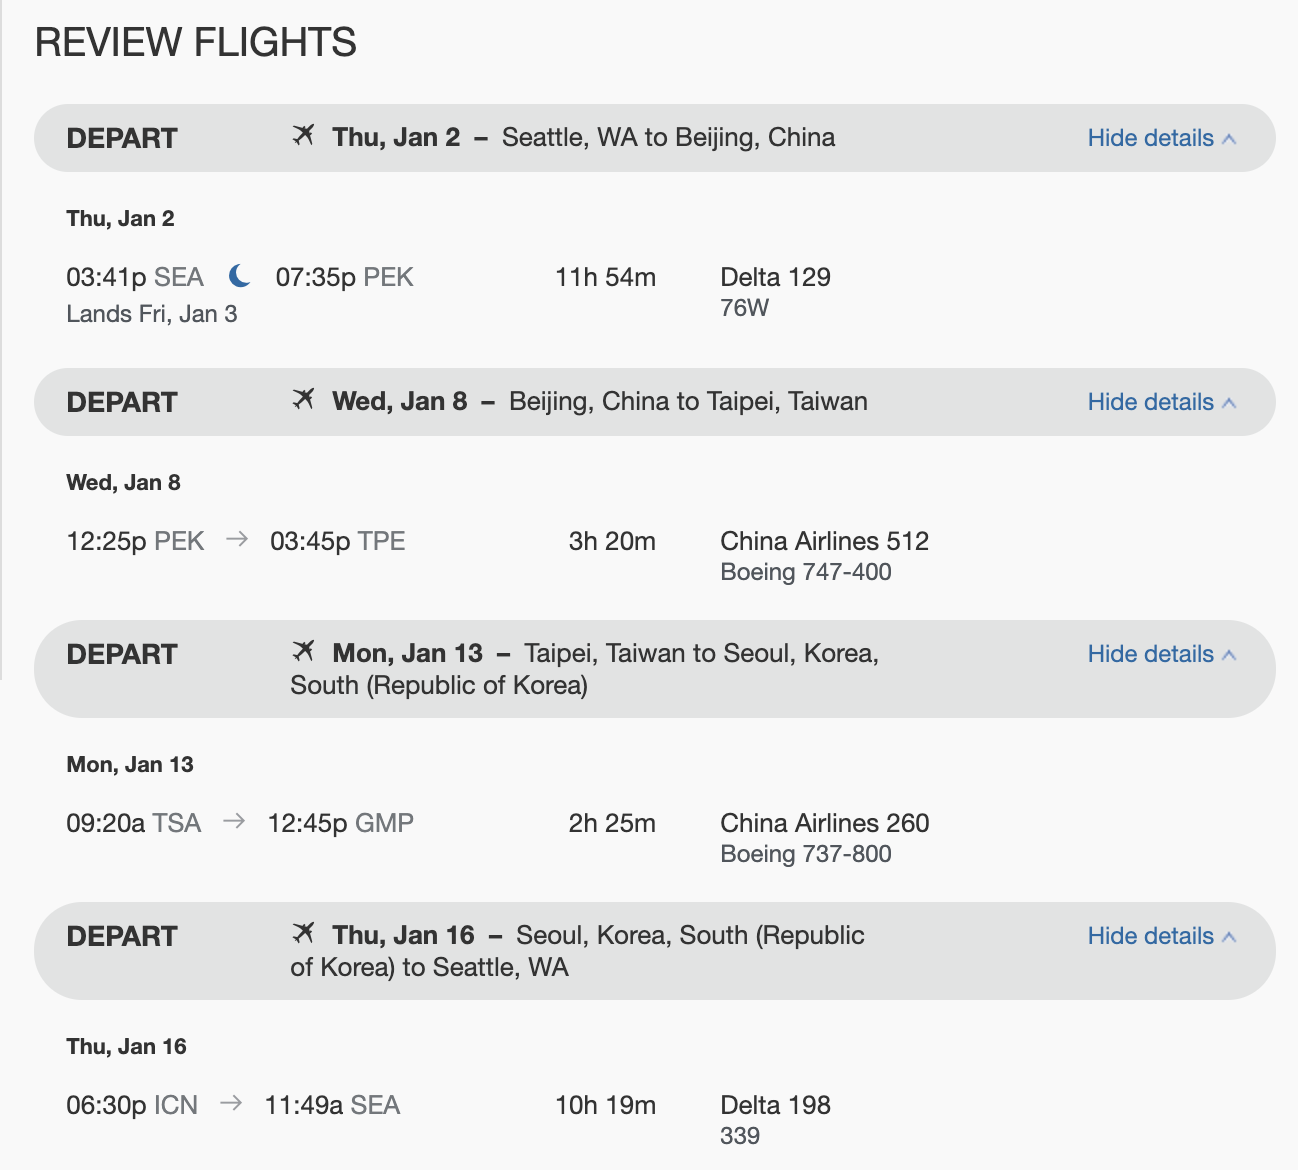 REVIEW FLIGHTS
DEPART Thu, Jan 2 – Seattle, WA to Beijing, China Hide details
Thu, Jan 2
03:41p SEA 07:35p PEK 11h 54m Delta 129
Lands Fri, Jan 3 76W
DEPART Wed, Jan 8 – Beijing, China to Taipei, Taiwan Hide details
Wed, Jan 8
12:25p PEK → 03:45p TPE 3h 20m China Airlines 512
Boeing 747-400
DEPART Mon, Jan 13 – Taipei, Taiwan to Seoul, Korea, Hide details
South (Republic of Korea)
Mon, Jan 13
09:20a TSA → 12:45p GMP 2h 25m China Airlines 260
Boeing 737-800
DEPART Thu, Jan 16 – Seoul, Korea, South (Republic Hide details
of Korea) to Seattle, WA
Thu, Jan 16
06:30p ICN → 11:49a SEA 10h 19m Delta 198
339